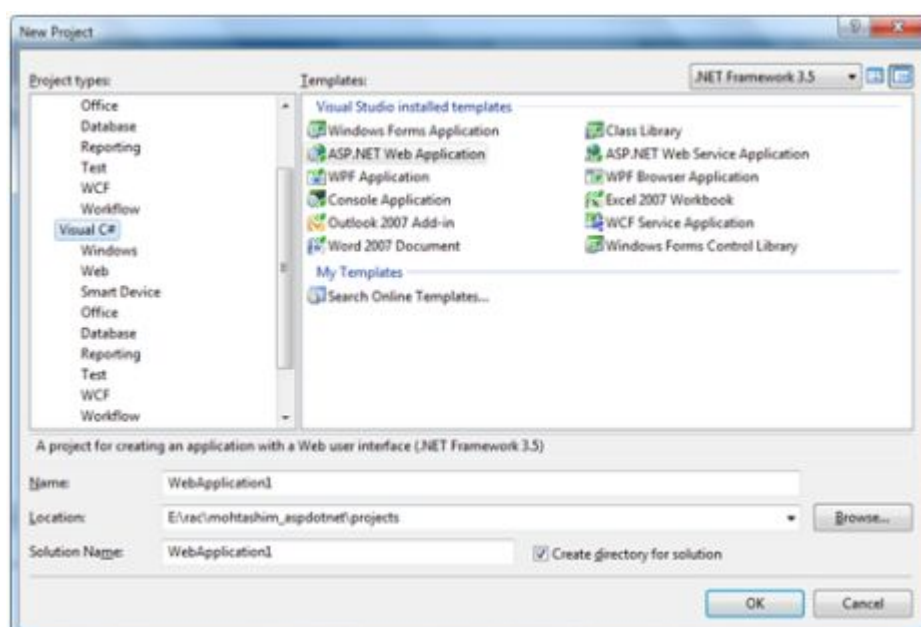 New Project
Project types:
Templates:
.NET Framework 3.5
Office
Database
Reporting
Test
WCF
Workflow
Visual C#
Windows
Web
Smart Device
Office
Database
Reporting
Test
WCF
Workflow
Visual Studio installed templates
Windows Forms Application
Class Library
ASP.NET Web Application
ASP.NET Web Service Application
WPF Application
WPF Browser Application
Console Application
Excel 2007 Workbook
Outlook 2007 Add-in
WCF Service Application
Word 2007 Document
Windows Forms Control Library
My Templates
Search Online Templates...
A project for creating an application with a Web user interface (.NET Framework 3.5)
Name:
WebApplication1
Location:
E:\rac\mohtashim_aspdotnet\projects
Browse...
Solution Name:
WebApplication1
Create directory for solution
OK
Cancel